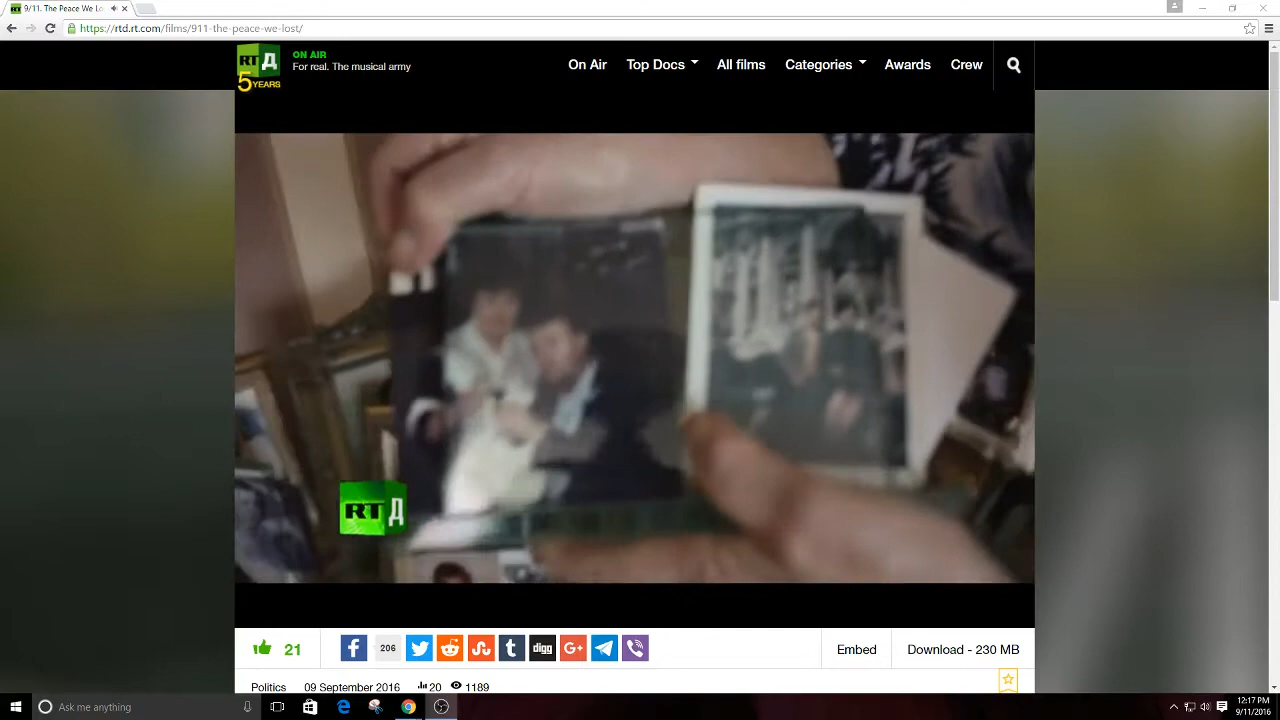 9/11. The Peace We Lo
https://rtd.rt.com/films/911-the-peace-we-lost/
RT Д
5 YEARS
ON AIR
For real. The musical army
On Air
Top Docs
All films
Categories
Awards
Crew
RT Д
21
206
digg
Embed
Download - 230 MB
Politics
09 September 2016
20
1189
Ask me anything
12:17 PM
9/11/2016